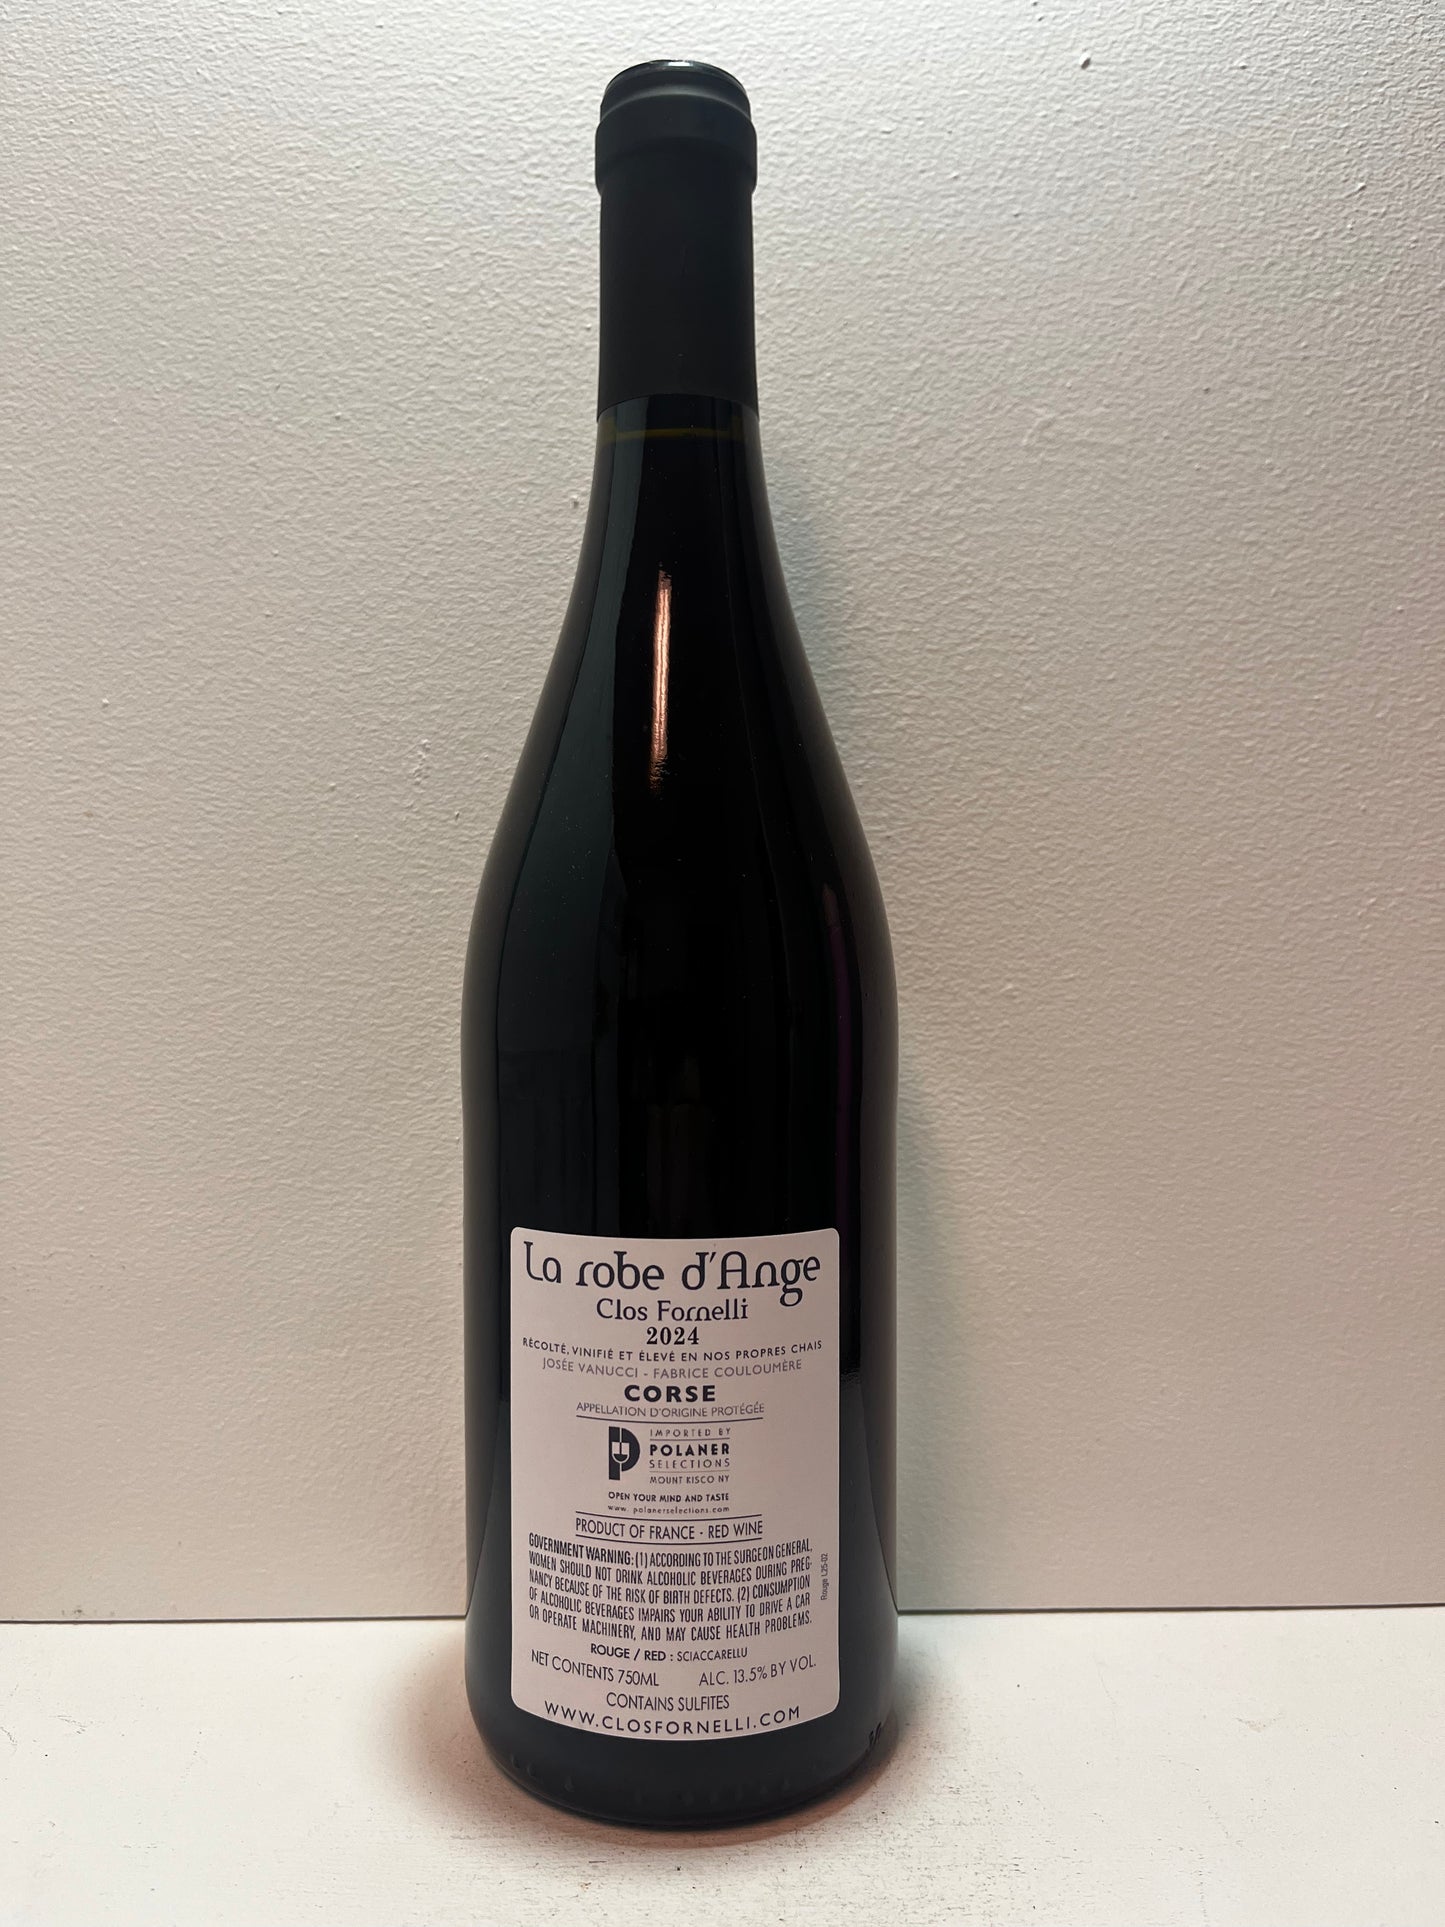 La robe d'Ange
Clos Fornelli
2024
RÉCOLTÉ, VINIFIÉ ET ÉLEVÉ EN NOS PROPRES CHAIS
JOSÉE VANUCCI - FABRICE COULOUMÈRE
CORSE
APPELLATION D'ORIGINE PROTÉGÉE
IMPORTED BY
POLANER
SELECTIONS
MOUNT KISCO NY
OPEN YOUR MIND AND TASTE
www. polanerselections.com
PRODUCT OF FRANCE - RED WINE
GOVERNMENT WARNING: (1) ACCORDING TO THE SURGEON GENERAL,
WOMEN SHOULD NOT DRINK ALCOHOLIC BEVERAGES DURING PREG-
NANCY BECAUSE OF THE RISK OF BIRTH DEFECTS. (2) CONSUMPTION
OF ALCOHOLIC BEVERAGES IMPAIRS YOUR ABILITY TO DRIVE A CAR
OR OPERATE MACHINERY, AND MAY CAUSE HEALTH PROBLEMS.
Rouge L25-02
ROUGE / RED : SCIACCARELLU
NET CONTENTS 750ML ALC. 13.5% BY VOL.
CONTAINS SULFITES
WWW.CLOSFORNELLI.COM